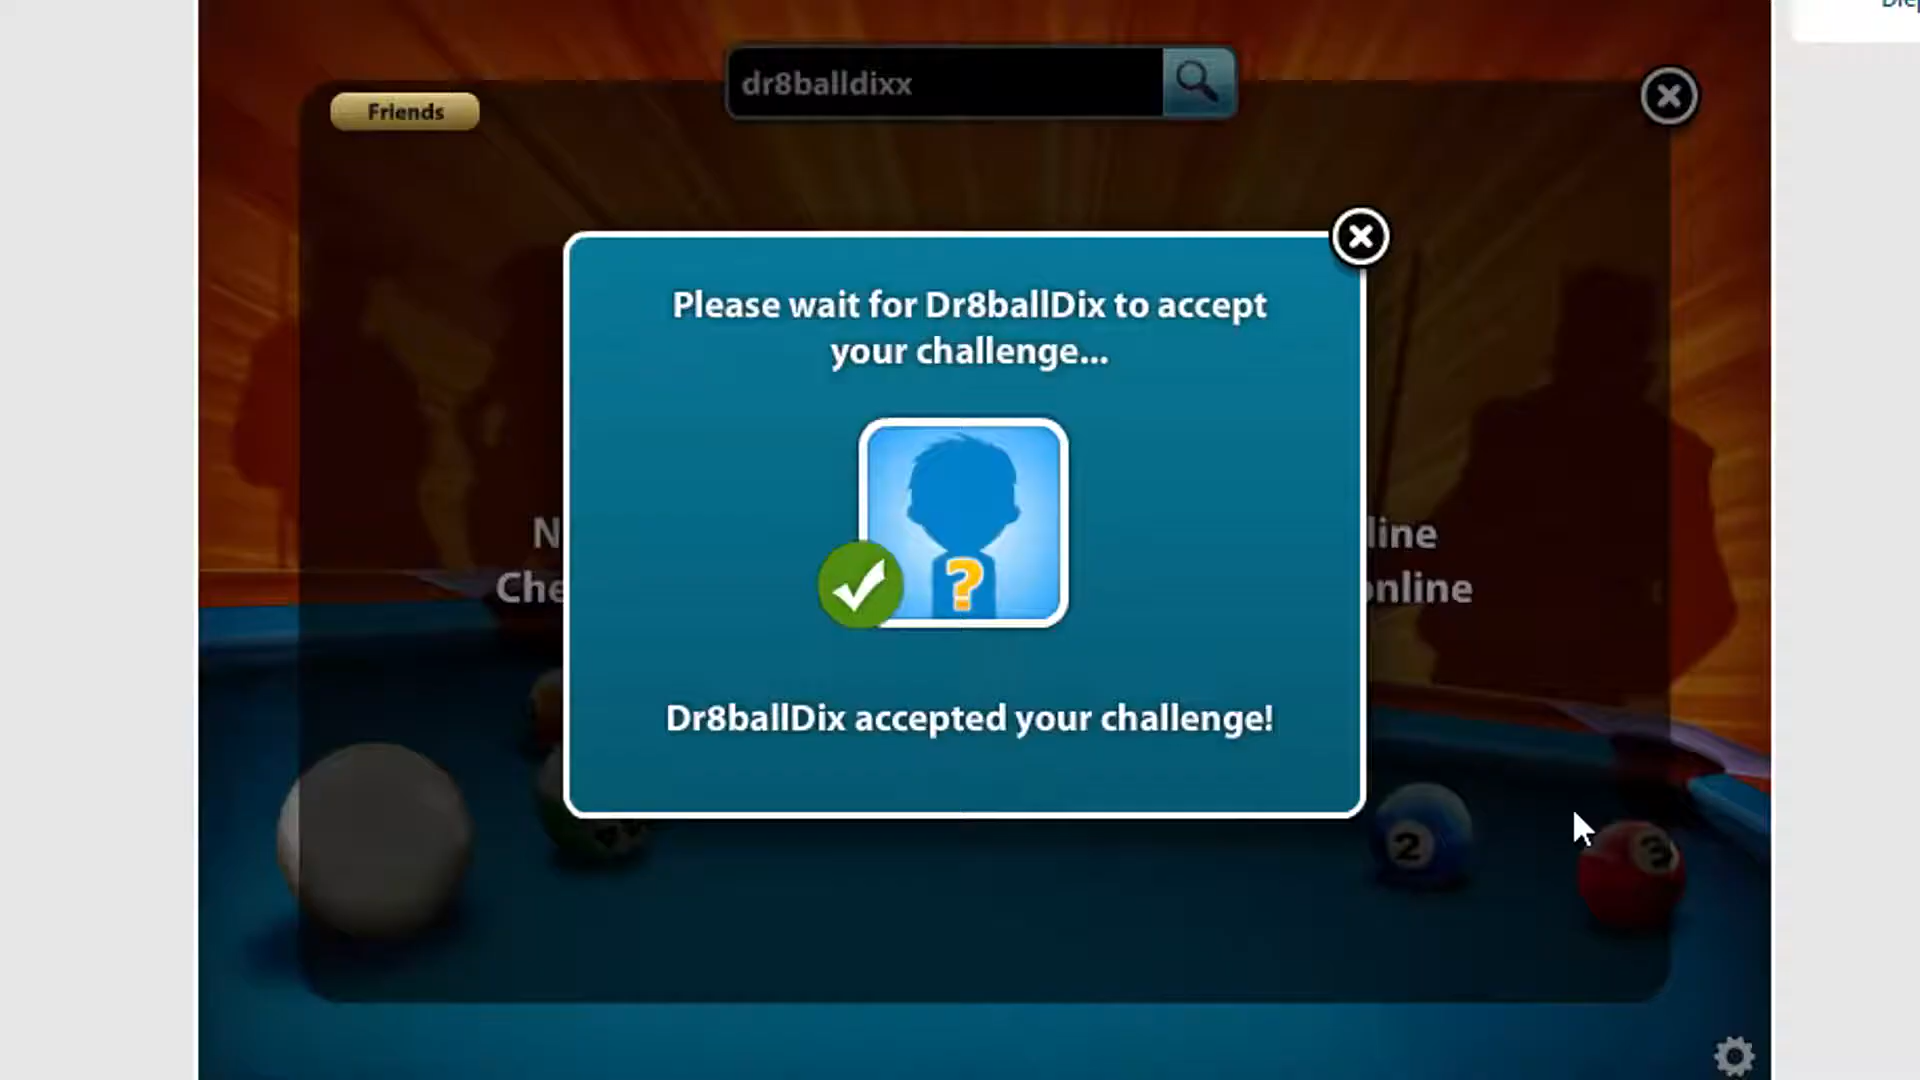 dr8balldixx
Friends
Please wait for Dr8ballDix to accept
your challenge...
?
Dr8ballDix accepted your challenge!
2
3